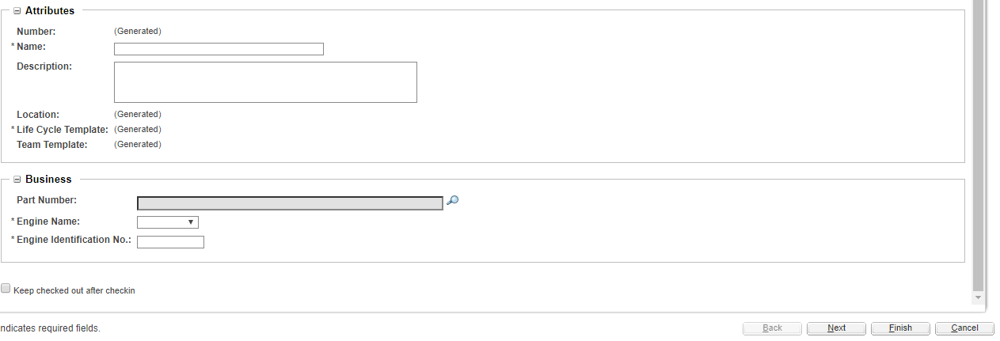 Attributes
Number: (Generated)
* Name:
Description:
Location: (Generated)
* Life Cycle Template: (Generated)
Team Template: (Generated)
Business
Part Number:
* Engine Name:
* Engine Identification No.:
Keep checked out after checkin
ndicates required fields.
Back Next Finish Cancel